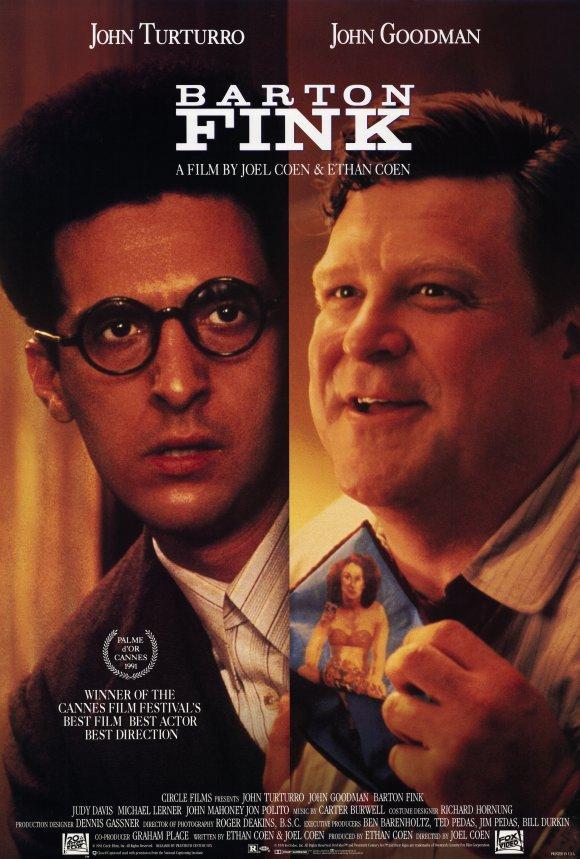 JOHN TURTURRO JOHN GOODMAN
BARTON
FINK
A FILM BY JOEL COEN & ETHAN COEN
PALME
d'OR
CANNES
1991
WINNER OF THE
CANNES FILM FESTIVAL'S
BEST FILM BEST ACTOR
BEST DIRECTION
CIRCLE FILMS PRESENTS JOHN TURTURRO JOHN GOODMAN BARTON FINK
JUDY DAVIS MICHAEL LERNER JOHN MAHONEY JON POLITO MUSIC BY CARTER BURWELL COSTUME DESIGNER RICHARD HORNUNG
PRODUCTION DESIGNER DENNIS GASSNER DIRECTOR OF PHOTOGRAPHY ROGER DEAKINS, B.S.C. EXECUTIVE PRODUCERS BEN BARENHOLTZ, TED PEDAS, JIM PEDAS, BILL DURKIN
CO-PRODUCER GRAHAM PLACE WRITTEN BY ETHAN COEN & JOEL COEN PRODUCED BY ETHAN COEN DIRECTED BY JOEL COEN
FOX VIDEO
R
FOX VIDEO